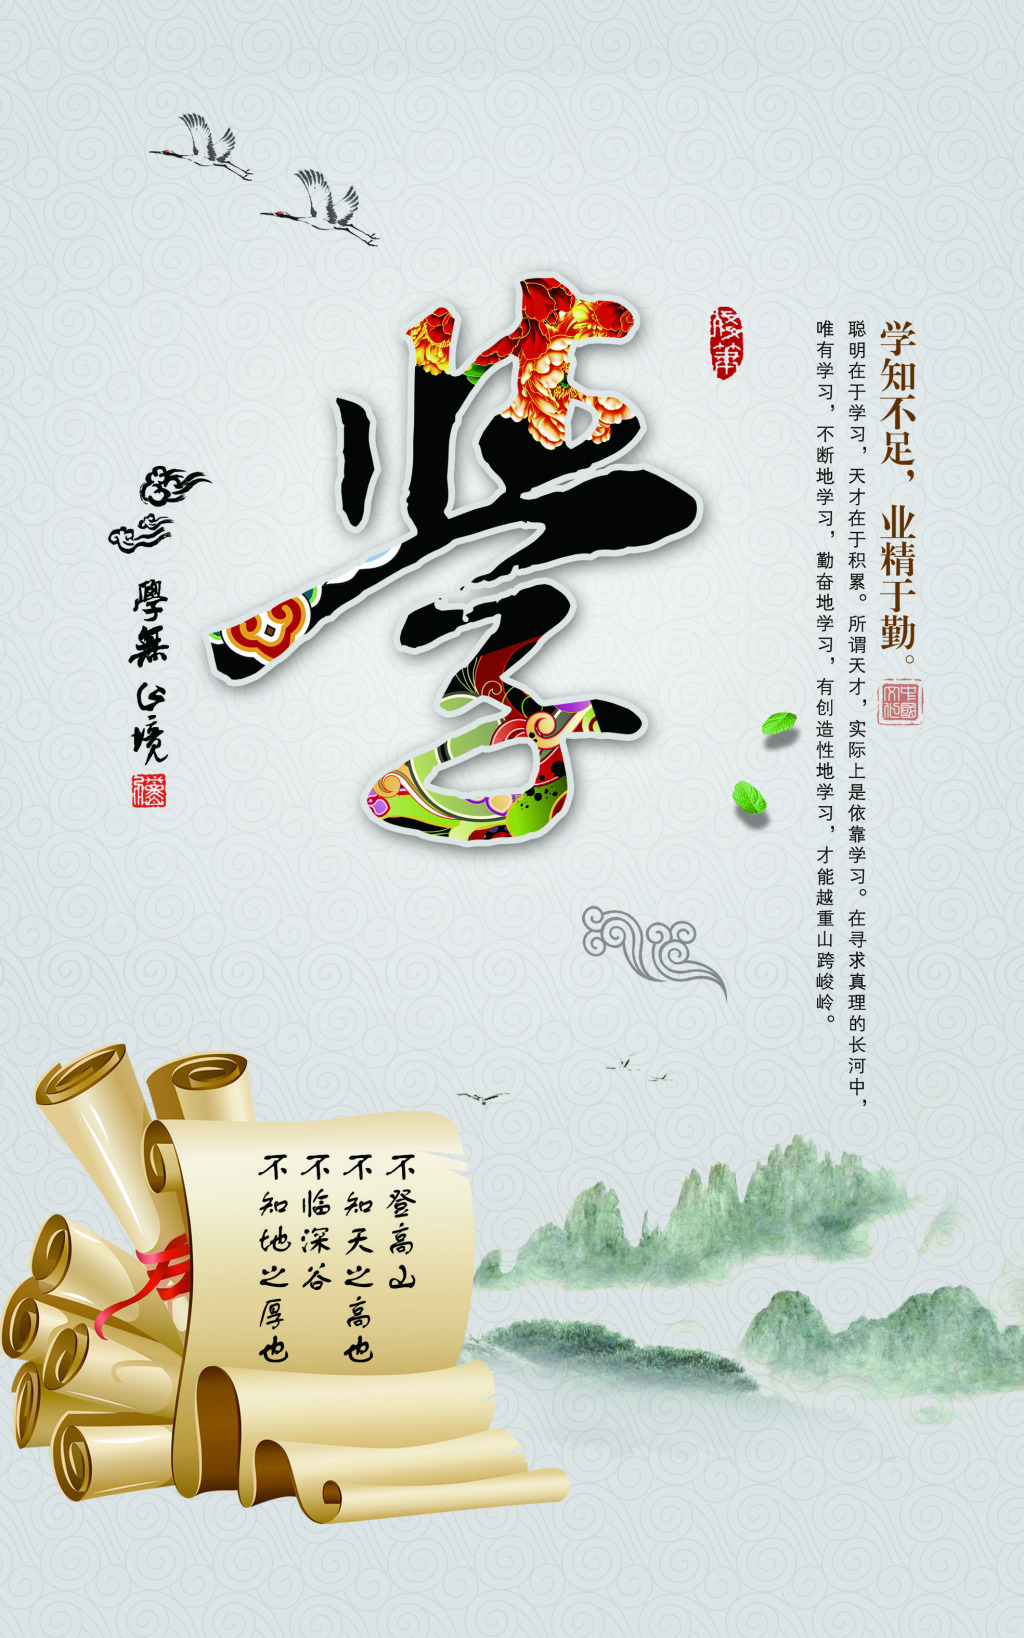 学
学知不足，业精于勤。
中国文化
聪明在于学习，天才在于积累。所谓天才，实际上是依靠学习。在寻求真理的长河中，
唯有学习，不断地学习，勤奋地学习，有创造性地学习，才能越重山跨峻岭。
學無止境
不登高山
不知天之高也
不临深谷
不知地之厚也